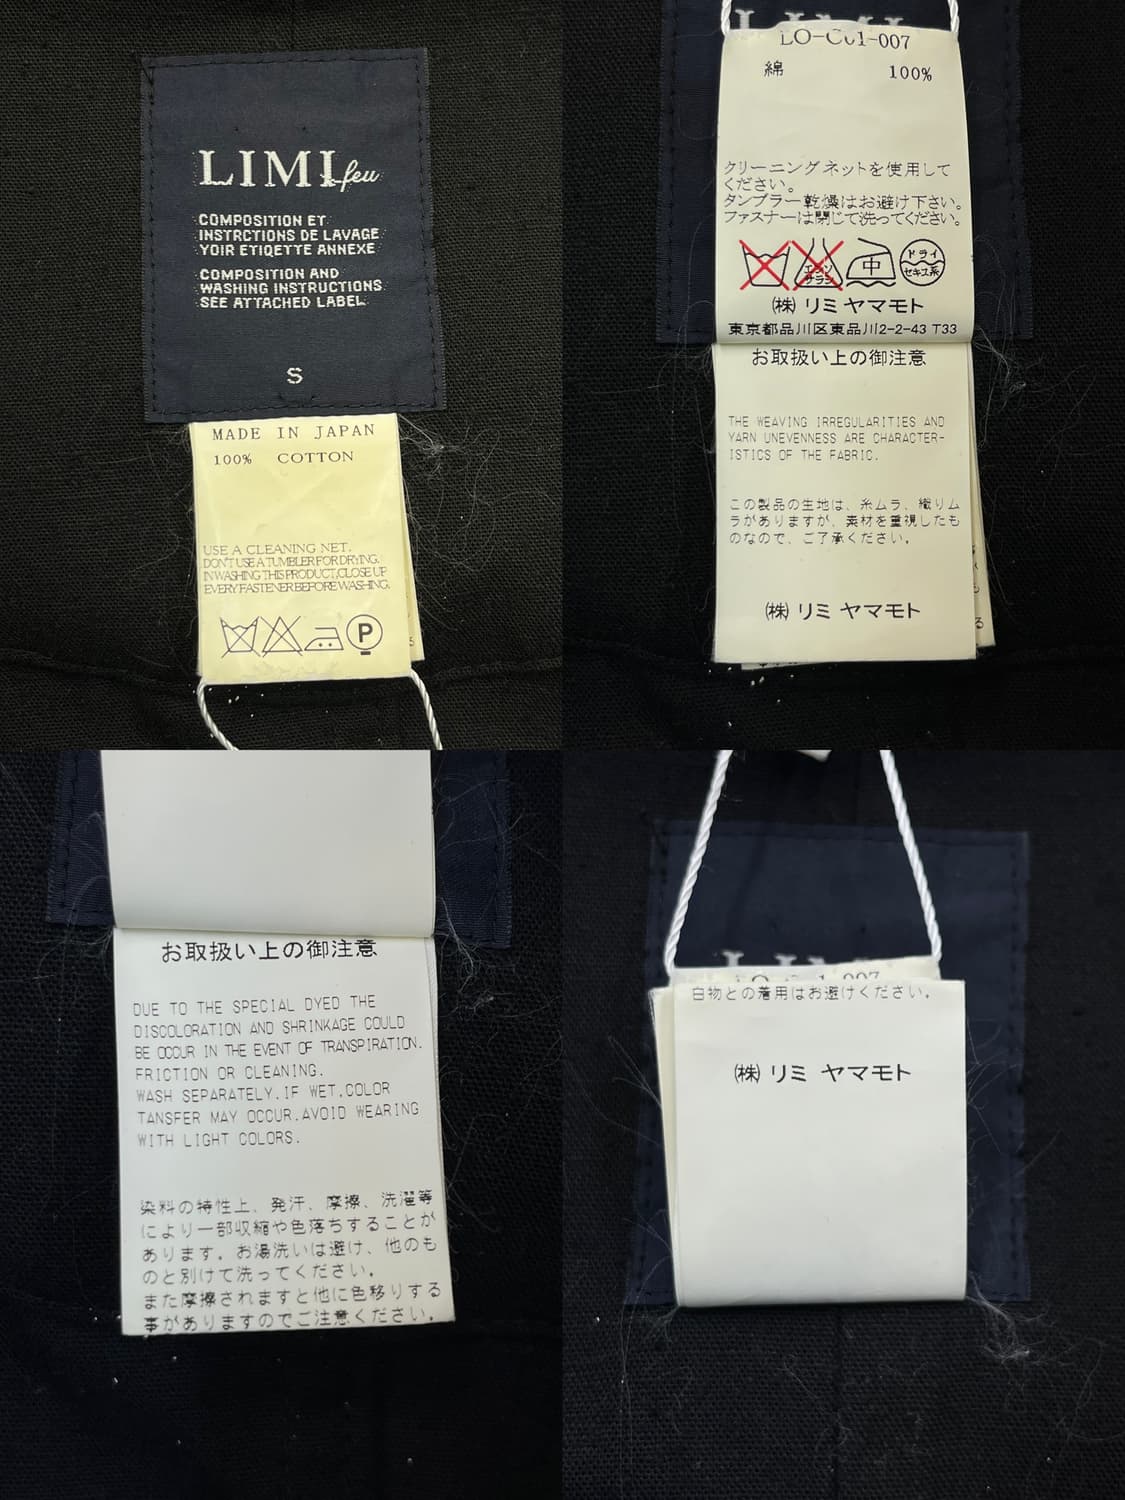 LIMI feu
COMPOSITION ET
INSTRCTIONS DE LAVAGE
YOIR ETIQETTE ANNEXE
COMPOSITION AND
WASHING INSTRUCTIONS
SEE ATTACHED LABEL
S
MADE IN JAPAN
100% COTTON
USE A CLEANING NET.
DON'T USE A TUMBLER FOR DRYING.
IN WASHING THIS PRODUCT,CLOSE UP
EVERY FASTENER BEFORE WASHING.
P
る
LIMI
LO-C01-007
綿 100%
クリーニングネットを使用して
ください。
タンブラー乾燥はお避け下さい。
ファスナーは閉じて洗ってください。
エンソ
サラシ
中
ドライ
セキユ系
㈱ リミ ヤマモト
東京都品川区東品川2-2-43 T33
お取扱い上の御注意
THE WEAVING IRREGULARITIES AND
YARN UNEVENNESS ARE CHARACTER-
ISTICS OF THE FABRIC.
この製品の生地は、糸ムラ、織りム
ラがありますが、素材を重視したも
のなので、ご了承ください。
㈱ リミ ヤマモト
る
お取扱い上の御注意
DUE TO THE SPECIAL DYED THE
DISCOLORATION AND SHRINKAGE COULD
BE OCCUR IN THE EVENT OF TRANSPIRATION.
FRICTION OR CLEANING.
WASH SEPARATELY.IF WET,COLOR
TANSFER MAY OCCUR.AVOID WEARING
WITH LIGHT COLORS.
染料の特性上、発汗、摩擦、洗濯等
により一部収縮や色落ちすることが
あります。お湯洗いは避け、他のも
のと別けて洗ってください。
また摩擦されますと他に色移りする
事がありますのでご注意ください。
白物との着用はお避けください。
㈱ リミ ヤマモト